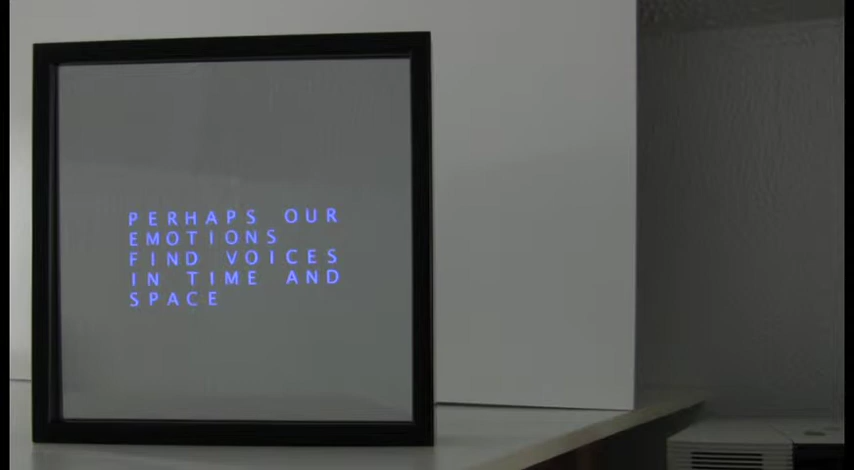 PERHAPS OUR
EMOTIONS
FIND VOICES
IN TIME AND
SPACE